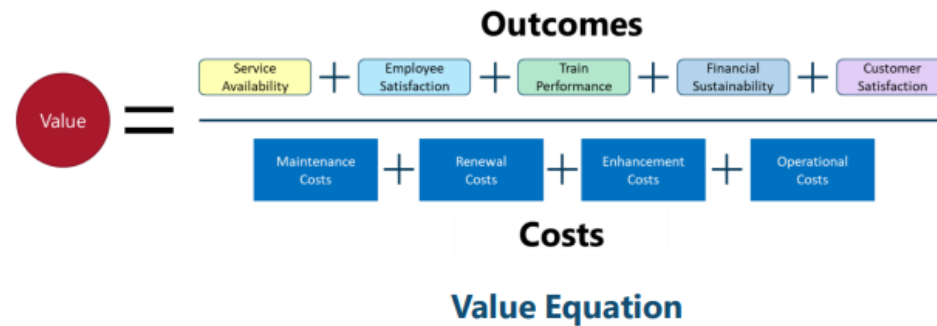 Outcomes
Service
Availability
+
Employee
Satisfaction
+
Train
Performance
+
Financial
Sustainability
+
Customer
Satisfaction
Value
=
Maintenance
Costs
+
Renewal
Costs
+
Enhancement
Costs
+
Operational
Costs
Costs
Value Equation